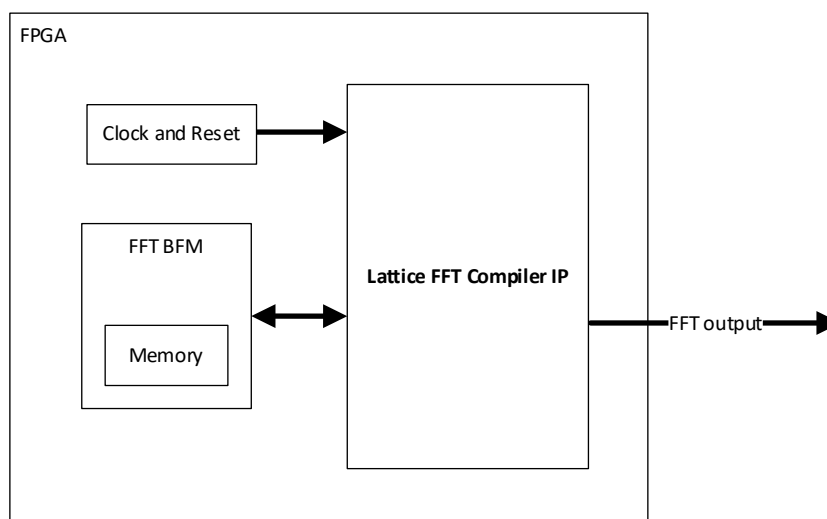 FPGA
Clock and Reset
FFT BFM
Memory
Lattice FFT Compiler IP
FFT output